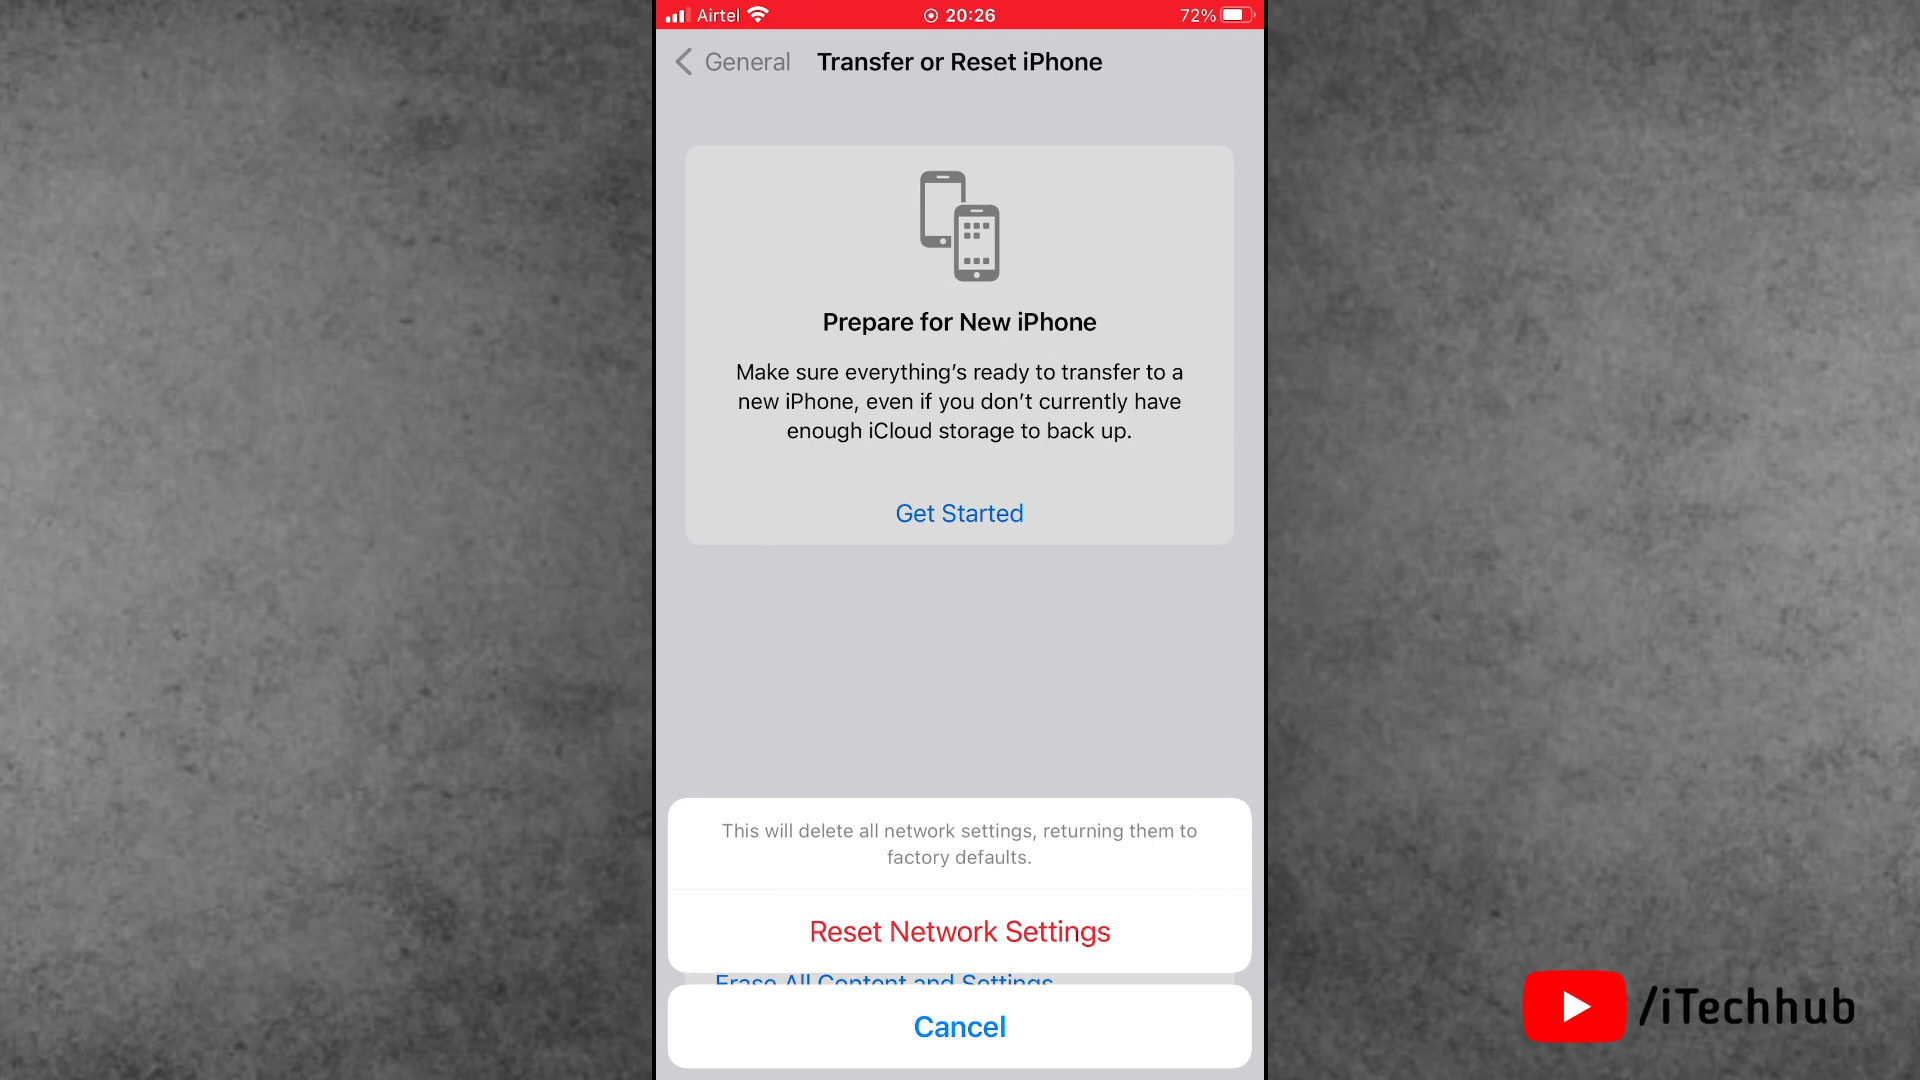 Airtel 20:26 72%
General Transfer or Reset iPhone
Prepare for New iPhone
Make sure everything’s ready to transfer to a
new iPhone, even if you don’t currently have
enough iCloud storage to back up.
Get Started
This will delete all network settings, returning them to
factory defaults.
Reset Network Settings
Erase All Content and Settings
Cancel
/iTechhub